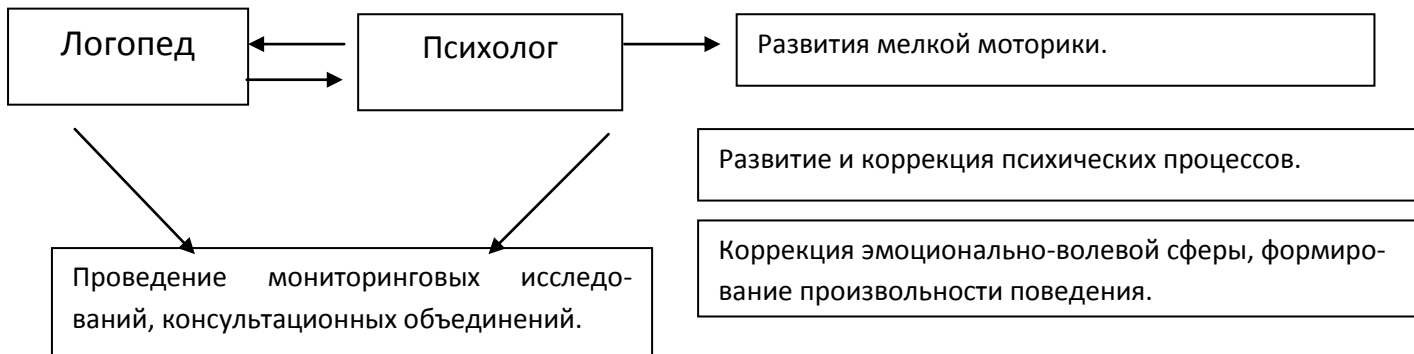 Логопед
Психолог
Развития мелкой моторики.
Развитие и коррекция психических процессов.
Коррекция эмоционально-волевой сферы, формиро-
вание произвольности поведения.
Проведение мониторинговых исследо-
ваний, консультационных объединений.